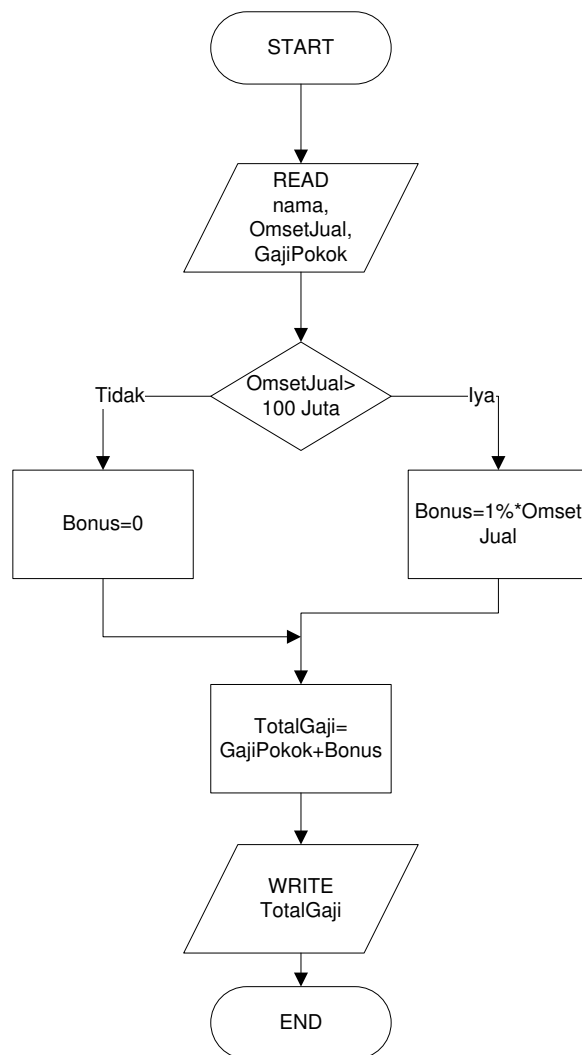 START
READ
nama,
OmsetJual,
GajiPokok
OmsetJual>
100 Juta
Tidak
Iya
Bonus=0
Bonus=1%*Omset
Jual
TotalGaji=
GajiPokok+Bonus
WRITE
TotalGaji
END